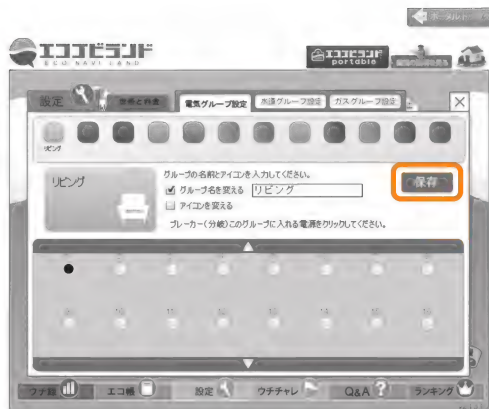 エココビランド
ECO NAVI LAND
portable
設定
電気グループ設定
水道グループ設定
ガスグループ設定
リビング
リビング
グループの名前とアイコンを入力してください。
グループ名を変える
リビング
保存
アイコンを変える
ブレーカー(分岐)このグループに入れる電源をクリックしてください。
10
11
12
13
14
15
16
エコ帳
設定
ウチチャレ
Q&A
ランキング